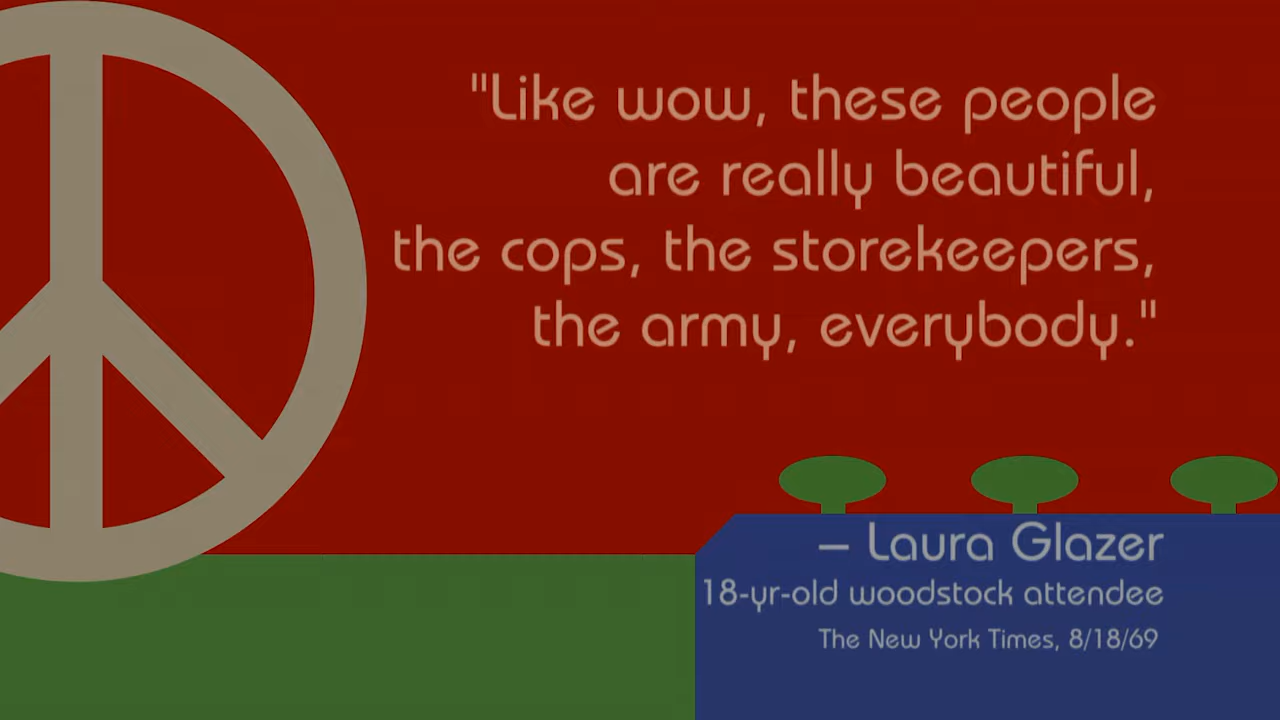 "Like wow, these people
are really beautiful,
the cops, the storekeepers,
the army, everybody."
– Laura Glazer
18-yr-old woodstock attendee
The New York Times, 8/18/69